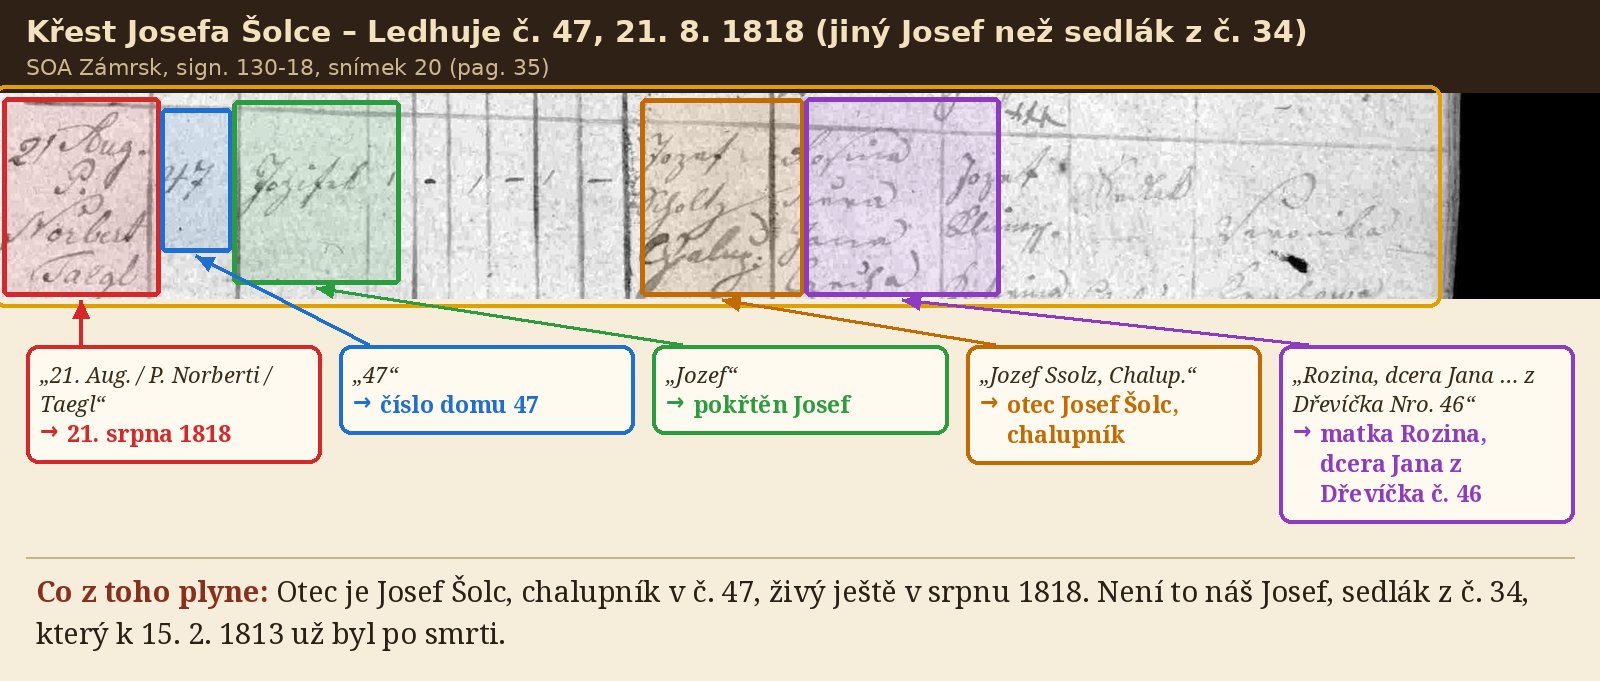 Křest Josefa Šolce – Ledhuje č. 47, 21. 8. 1818 (jiný Josef než sedlák z č. 34)
SOA Zámrsk, sign. 130-18, snímek 20 (pag. 35)
21 Aug. 47 Jozef Rosina Jozef
P.
Norbert Scholtz Jana Veronika
Taegl Chalup.
„21. Aug. / P. Norberti /
Taegl“
→ 21. srpna 1818
„47“
→ číslo domu 47
„Jozef“
→ pokřtěn Josef
„Jozef Ssolz, Chalup.“
→ otec Josef Šolc,
chalupník
„Rozina, dcera Jana ... z
Dřevíčka Nro. 46“
→ matka Rozina,
dcera Jana z
Dřevíčka č. 46
Co z toho plyne: Otec je Josef Šolc, chalupník v č. 47, živý ještě v srpnu 1818. Není to náš Josef, sedlák z č. 34,
který k 15. 2. 1813 už byl po smrti.